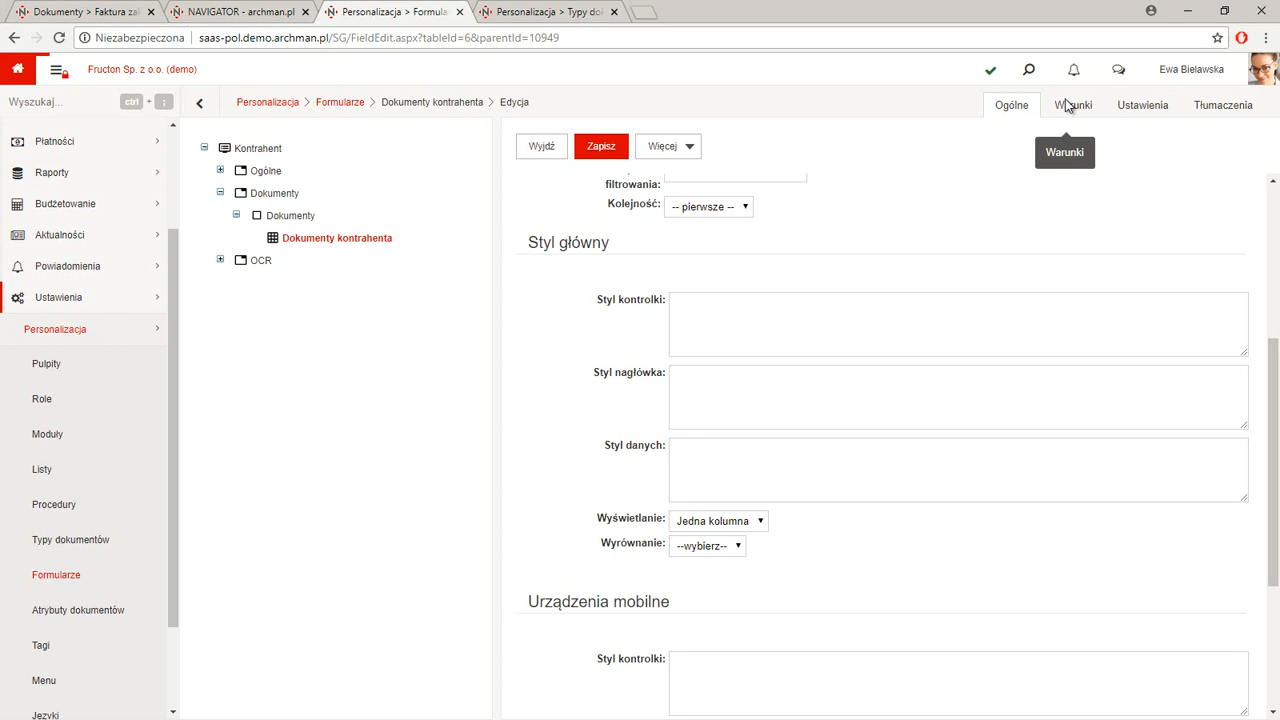 Dokumenty > Faktura zak
NAVIGATOR - archman.pl
Personalizacja > Formula
Personalizacja > Typy do
Niezabezpieczona | saas-pol.demo.archman.pl/SG/FieldEdit.aspx?tableId=6&parentId=10949
Fructon Sp. z o.o. (demo)
Ewa Bielawska
Wyszukaj...
ctrl + ;
Personalizacja > Formularze > Dokumenty kontrahenta > Edycja
Ogólne
Warunki
Ustawienia
Tłumaczenia
Płatności
Raporty
Budżetowanie
Aktualności
Powiadomienia
Ustawienia
Personalizacja
Pulpity
Role
Moduły
Listy
Procedury
Typy dokumentów
Formularze
Atrybuty dokumentów
Tagi
Menu
Języki
Kontrahent
Ogólne
Dokumenty
Dokumenty
Dokumenty kontrahenta
OCR
Wyjdź
Zapisz
Więcej
Warunki
filtrowania:
Kolejność:
-- pierwsze --
Styl główny
Styl kontrolki:
Styl nagłówka:
Styl danych:
Wyświetlanie:
Jedna kolumna
Wyrównanie:
--wybierz--
Urządzenia mobilne
Styl kontrolki: